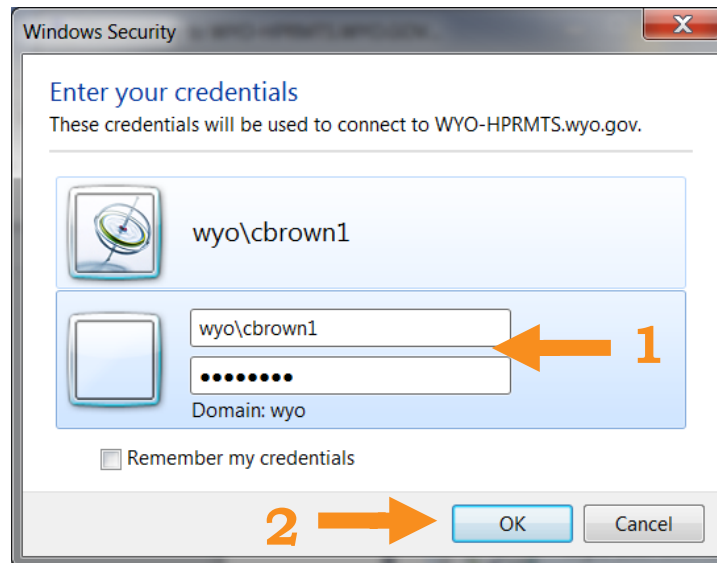 Windows Security
Enter your credentials
These credentials will be used to connect to WYO-HPRMTS.wyo.gov.
wyo\cbrown1
wyo\cbrown1
1
●●●●●●●●
Domain: wyo
Remember my credentials
2
OK
Cancel